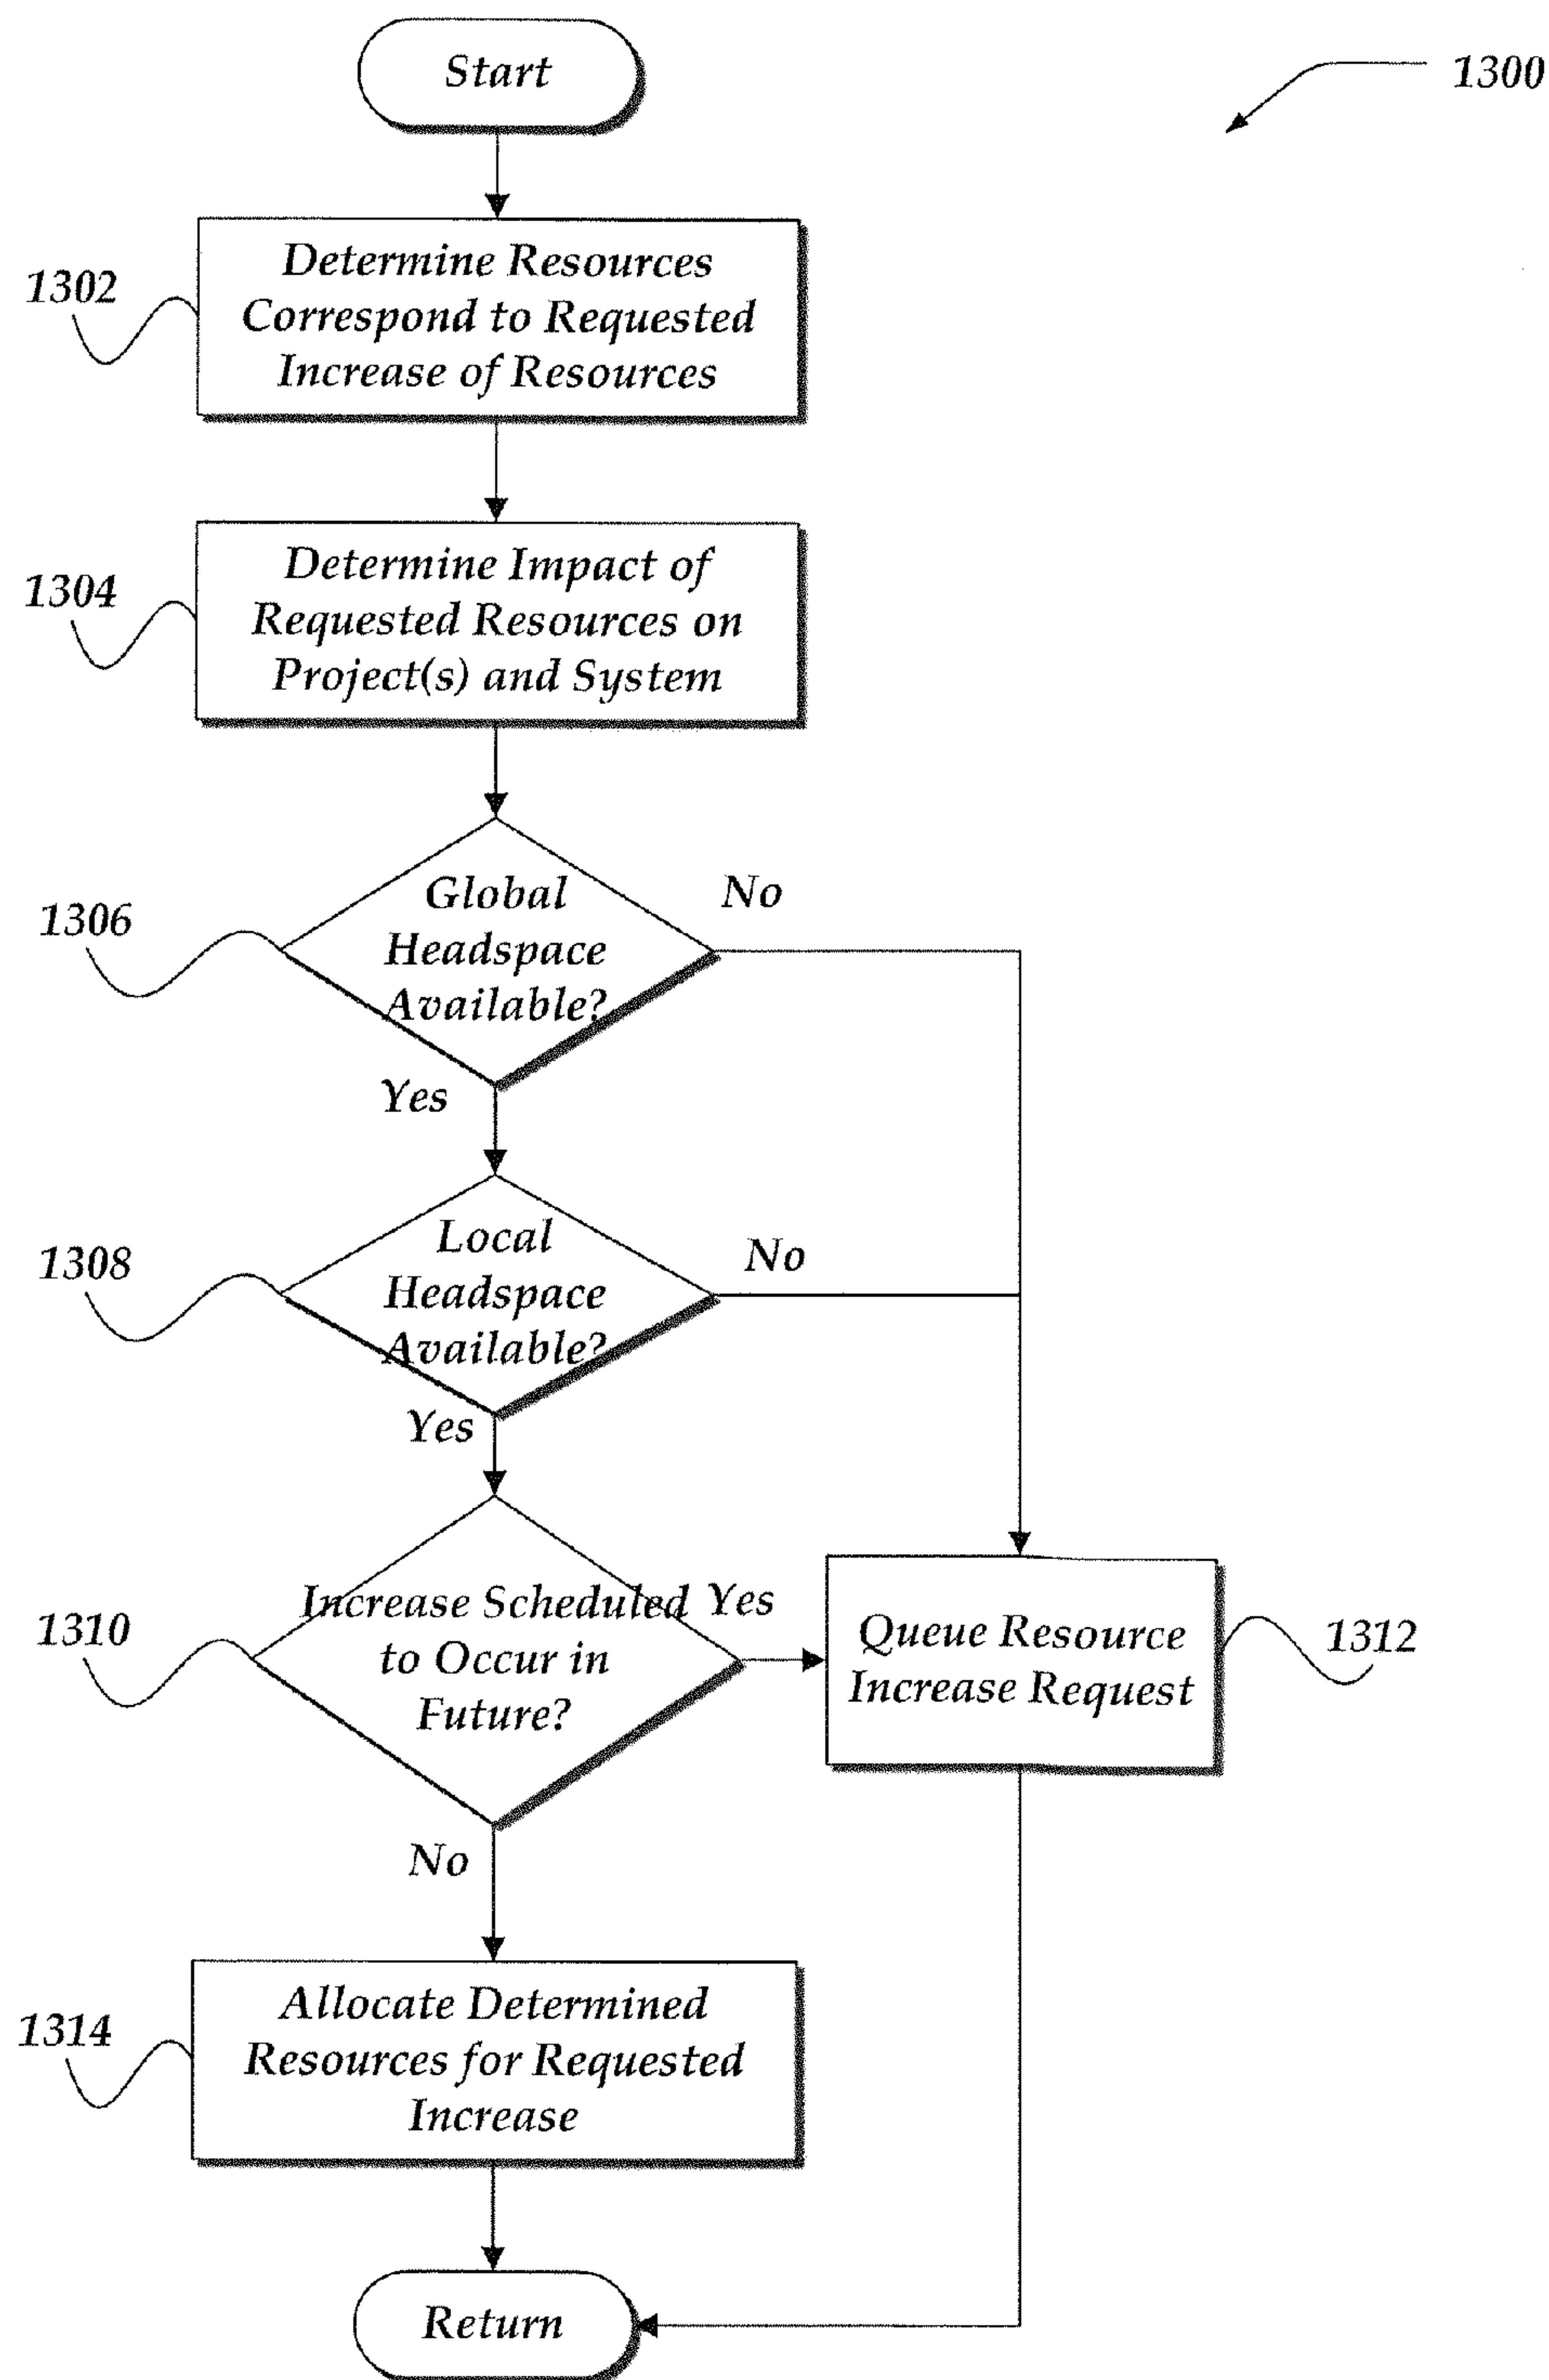 Start
1300
1302
Determine Resources
Correspond to Requested
Increase of Resources
1304
Determine Impact of
Requested Resources on
Project(s) and System
1306
Global
Headspace
Available?
No
Yes
1308
Local
Headspace
Available?
No
Yes
1310
Increase Scheduled
to Occur in
Future?
Yes
No
Queue Resource
Increase Request
1312
1314
Allocate Determined
Resources for Requested
Increase
Return